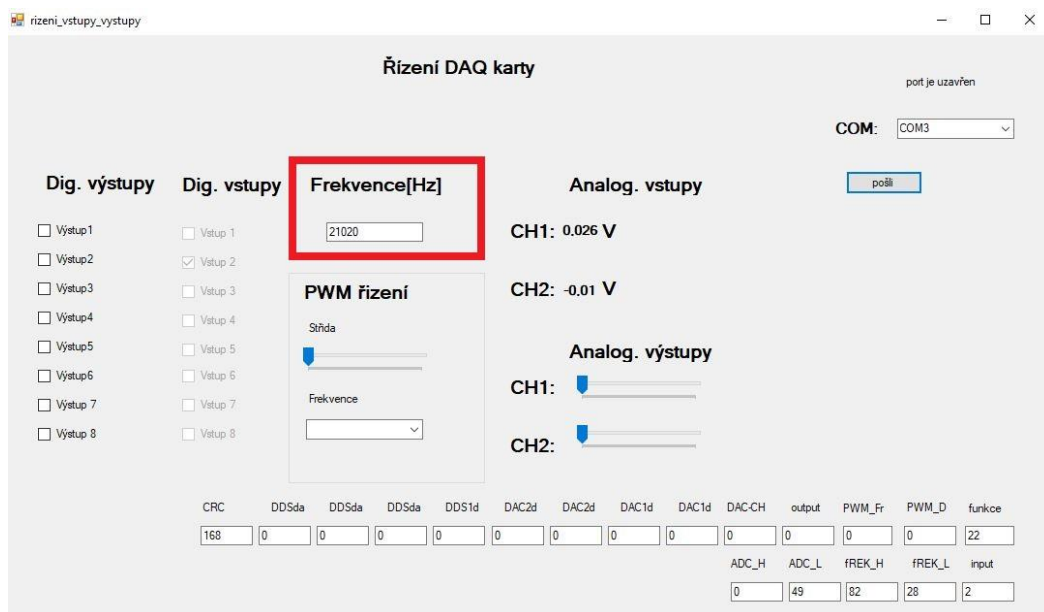 rizeni_vstupy_vystupy
Řízení DAQ karty
port je uzavřen
COM: COM3
Dig. výstupy
Výstup1
Výstup2
Výstup3
Výstup4
Výstup5
Výstup6
Výstup 7
Výstup 8
Dig. vstupy
Vstup 1
Vstup 2
Vstup 3
Vstup 4
Vstup 5
Vstup 6
Vstup 7
Vstup 8
Frekvence[Hz]
21020
PWM řizení
Střida
Frekvence
Analog. vstupy
CH1: 0.026 V
CH2: -0.01 V
Analog. výstupy
CH1:
CH2:
pošli
CRC DDSda DDSda DDSda DDS1d DAC2d DAC2d DAC1d DAC1d DAC-CH output PWM_Fr PWM_D funkce
168 0 0 0 0 0 0 0 0 0 0 0 0 22
ADC_H ADC_L fREK_H fREK_L input
0 49 82 28 2